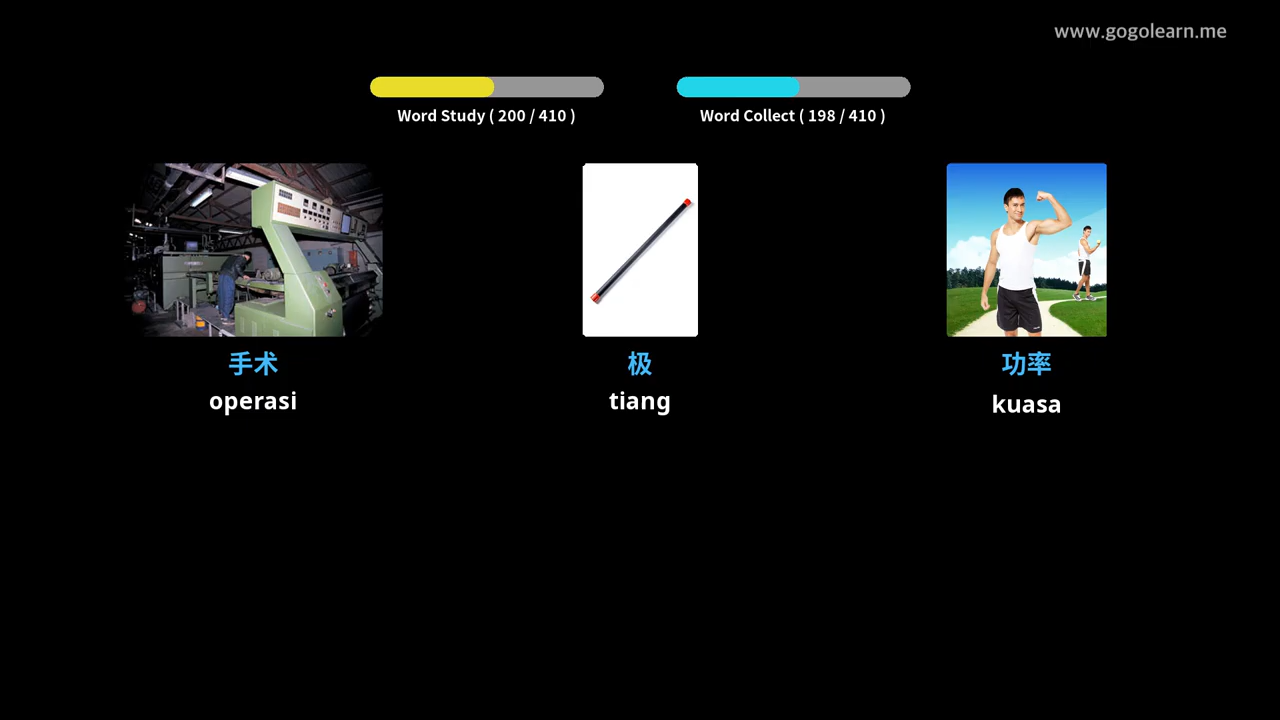 www.gogolearn.me
Word Study ( 200 / 410 )
Word Collect ( 198 / 410 )
手术
极
功率
operasi
tiang
kuasa